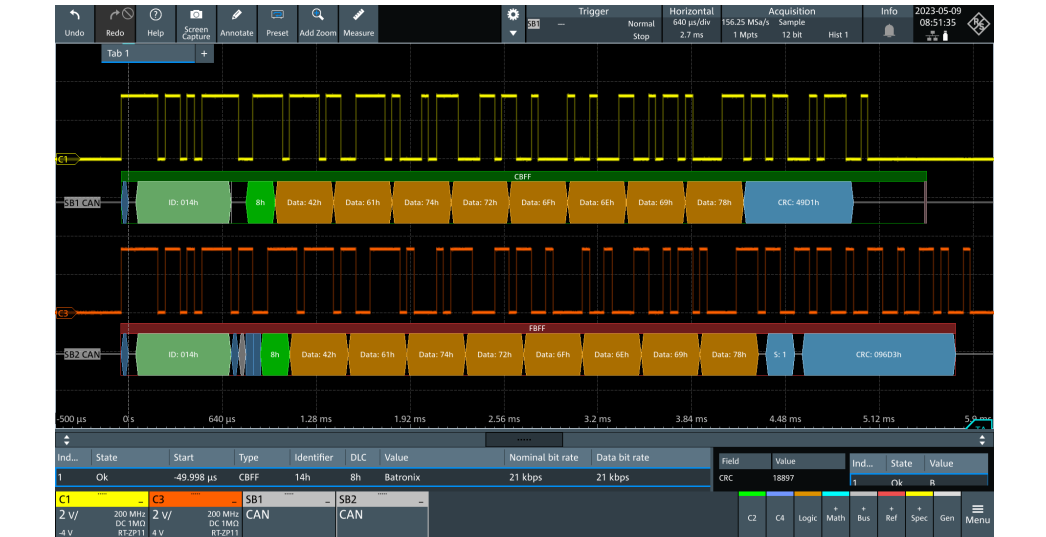 Undo
Redo
Help
Screen Capture
Annotate
Preset
Add Zoom
Measure
SB1
Trigger
Normal
Stop
Horizontal
640 µs/div
2.7 ms
Acquisition
156.25 MSa/s Sample
1 Mpts 12 bit Hist 1
Info
2023-05-09
08:51:35
Tab 1 +
C1
CBFF
SB1 CAN
ID: 014h 8h Data: 42h Data: 61h Data: 74h Data: 72h Data: 6Fh Data: 6Eh Data: 69h Data: 78h CRC: 49D1h
C3
FBFF
SB2 CAN
ID: 014h 8h Data: 42h Data: 61h Data: 74h Data: 72h Data: 6Fh Data: 6Eh Data: 69h Data: 78h S: 1 CRC: 096D3h
-500 µs 0 s 640 µs 1.28 ms 1.92 ms 2.56 ms 3.2 ms 3.84 ms 4.48 ms 5.12 ms 5.9 ms
TA
Ind... State Start Type Identifier DLC Value Nominal bit rate Data bit rate
1 Ok -49.998 µs CBFF 14h 8h Batronix 21 kbps 21 kbps
Field Value
CRC 18897
Ind... State Value
1 Ok B
C1
2 V/ 200 MHz
DC 1MΩ
-4 V RT-ZP11
C3
2 V/ 200 MHz
DC 1MΩ
4 V RT-ZP11
SB1
CAN
SB2
CAN
C2 C4 Logic + Math + Bus + Ref + Spec Gen Menu